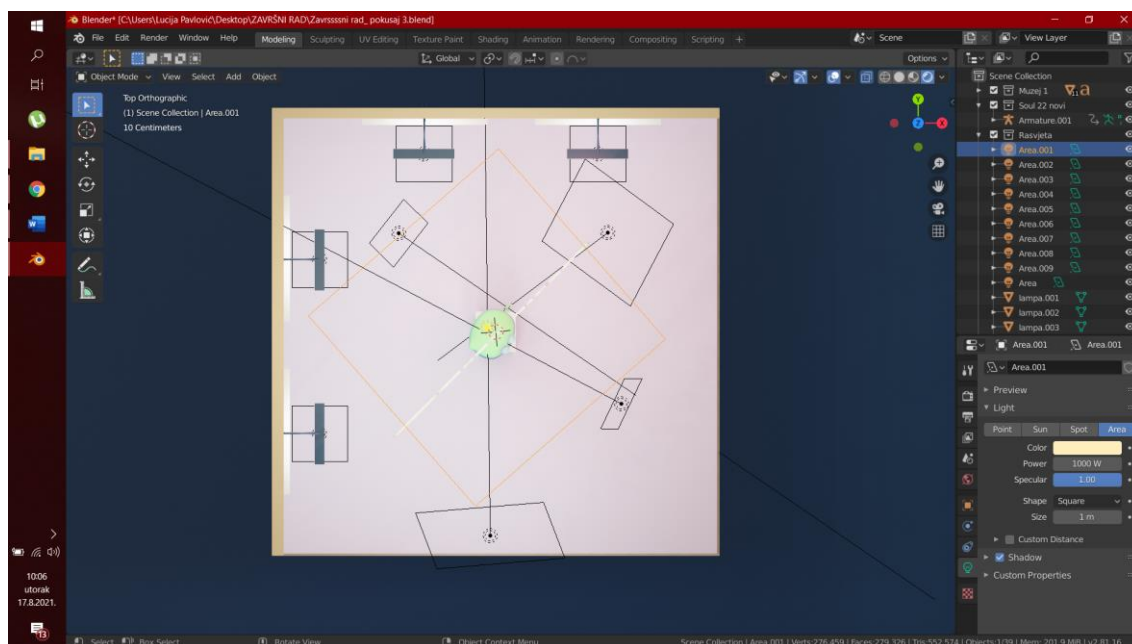 Blender* [C:\Users\Lucija Pavlović\Desktop\ZAVRŠNI RAD\Zavrssssni rad_ pokusaj 3.blend]
File Edit Render Window Help Modeling Sculpting UV Editing Texture Paint Shading Animation Rendering Compositing Scripting + Scene View Layer
Global Options
Object Mode View Select Add Object
Top Orthographic
(1) Scene Collection | Area.001
10 Centimeters
Y
Z
X
Scene Collection
Muzej 1
Soul 22 novi
Armature.001
Rasvjeta
Area.001
Area.002
Area.003
Area.004
Area.005
Area.006
Area.007
Area.008
Area.009
Area
lampa.001
lampa.002
lampa.003
Area.001 Area.001
Area.001
Preview
Light
Point Sun Spot Area
Color
Power 1000 W
Specular 1.00
Shape Square
Size 1 m
Custom Distance
Shadow
Custom Properties
10:06
utorak
17.8.2021.
13
Select Box Select Rotate View Object Context Menu Scene Collection | Area.001 | Verts:276,459 | Faces:279,326 | Tris:552,574 | Objects:1/39 | Mem: 201.9 MiB | v2.81.16